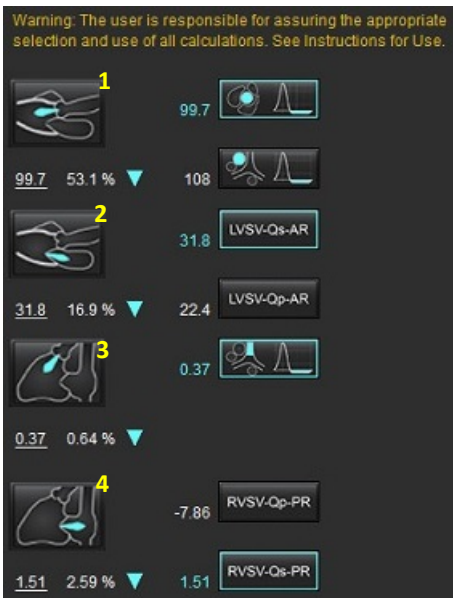 Warning: The user is responsible for assuring the appropriate
selection and use of all calculations. See Instructions for Use.
1
99.7
99.7 53.1 % 108
2
31.8 LVSV-Qs-AR
31.8 16.9 % 22.4 LVSV-Qp-AR
3
0.37
0.37 0.64 %
4
-7.86 RVSV-Qp-PR
1.51 2.59 % 1.51 RVSV-Qs-PR